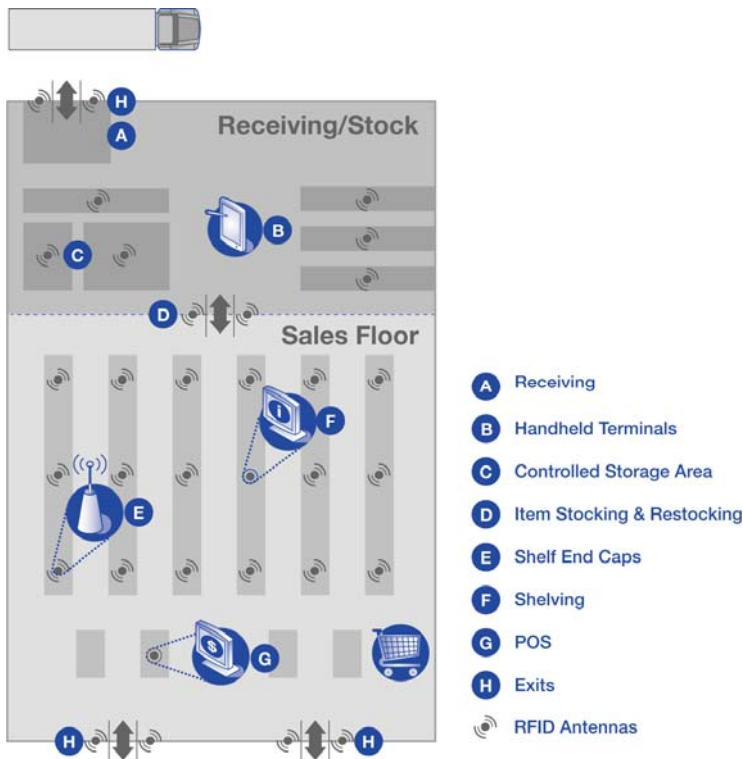 H
A
Receiving/Stock
B
C
D
Sales Floor
i
F
E
$
G
H
H
A Receiving
B Handheld Terminals
C Controlled Storage Area
D Item Stocking & Restocking
E Shelf End Caps
F Shelving
G POS
H Exits
RFID Antennas